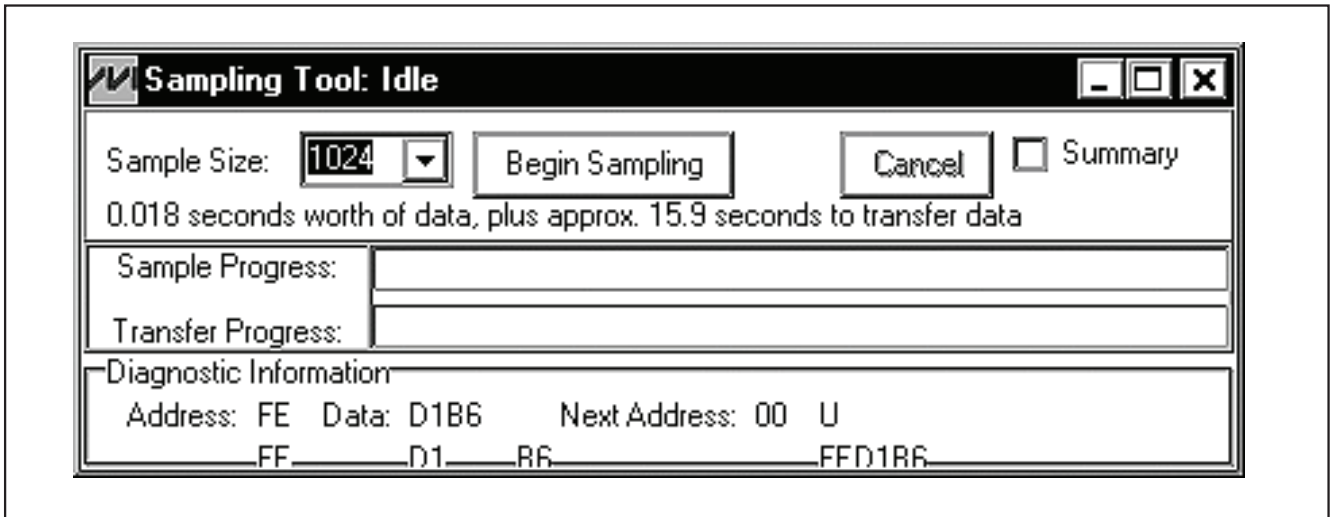 Sampling Tool: Idle
Sample Size: 1024 Begin Sampling Cancel Summary
0.018 seconds worth of data, plus approx. 15.9 seconds to transfer data
Sample Progress:
Transfer Progress:
Diagnostic Information
Address: FE Data: D1B6 Next Address: 00 U
FE D1 B6 FED1B6